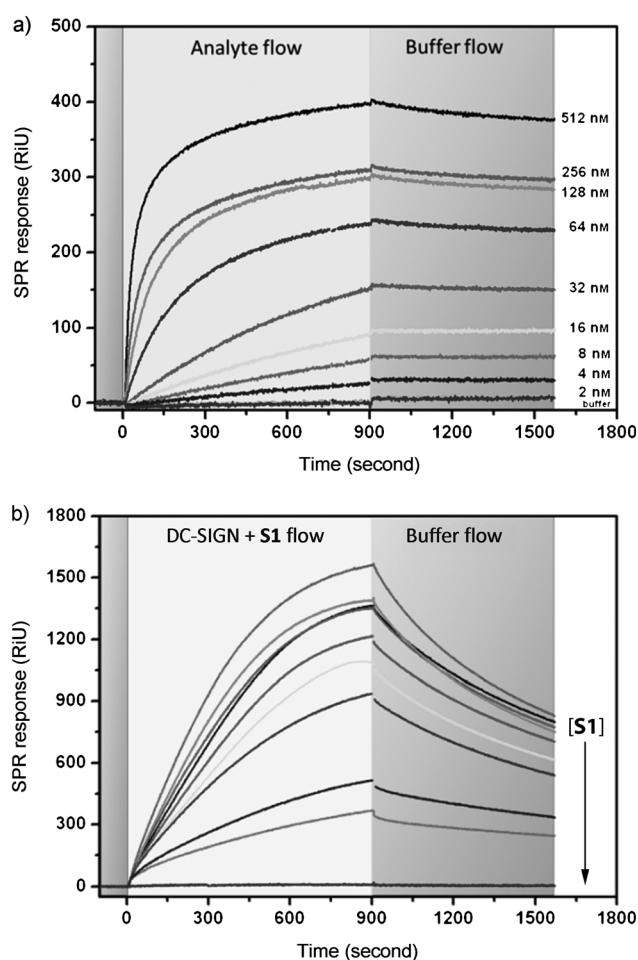 a)
500
400
300
200
100
0
SPR response (RiU)
Analyte flow
Buffer flow
512 nM
256 nM
128 nM
64 nM
32 nM
16 nM
8 nM
4 nM
2 nM
buffer
0 300 600 900 1200 1500 1800
Time (second)
b)
1800
1500
1200
900
600
300
0
SPR response (RiU)
DC-SIGN + S1 flow
Buffer flow
[S1]
0 300 600 900 1200 1500 1800
Time (second)